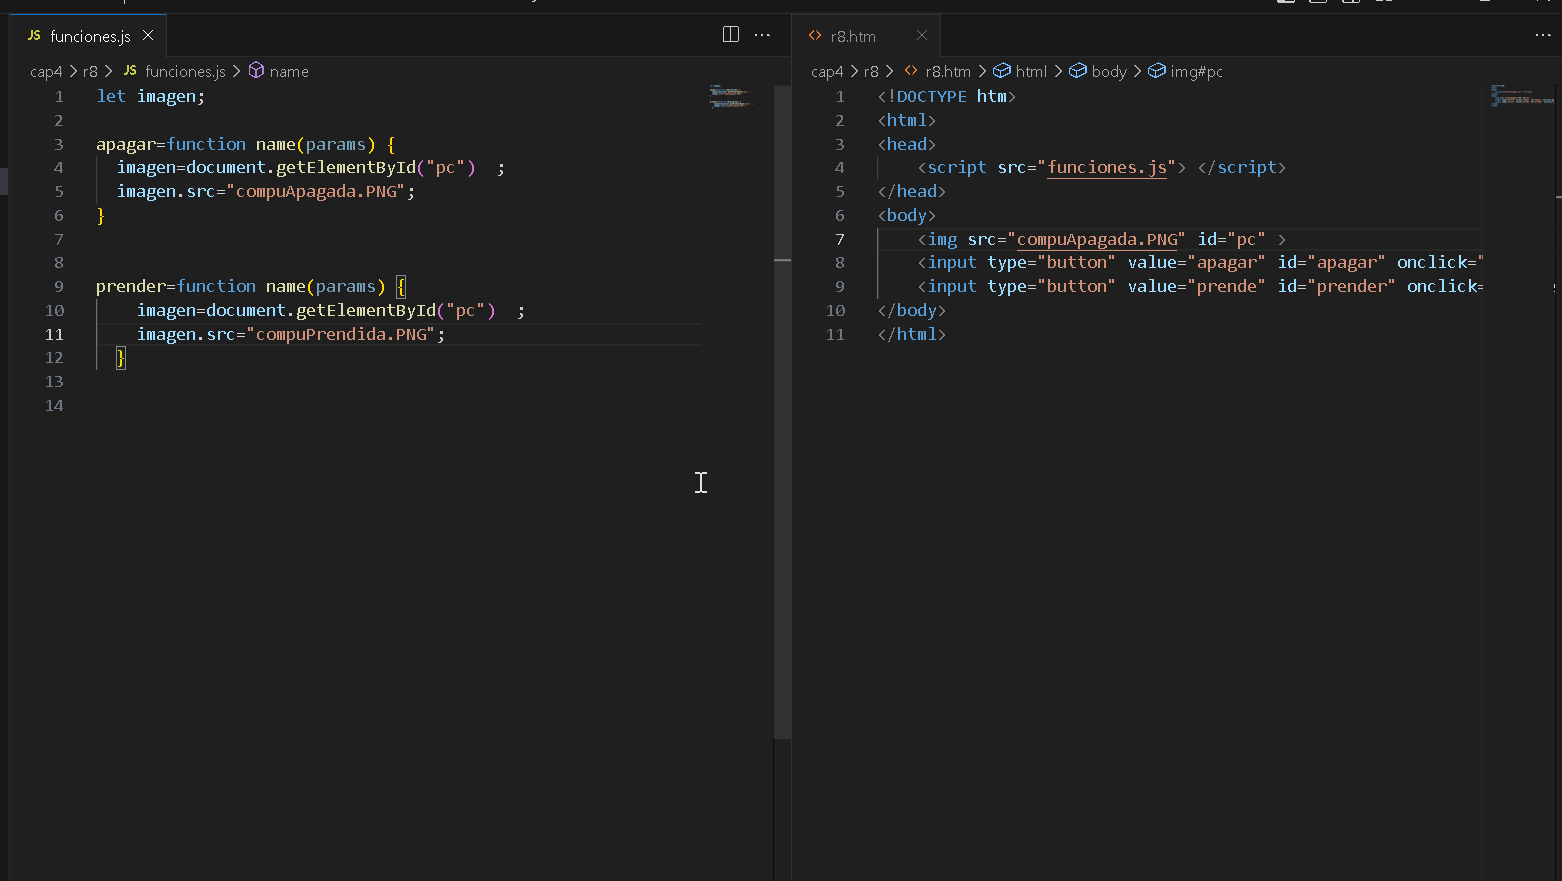 JS funciones.js
cap4 > r8 > JS funciones.js > name
1 let imagen;
2
3 apagar=function name(params) {
4 imagen=document.getElementById("pc")  ;
5 imagen.src="compuApagada.PNG";
6 }
7
8
9 prender=function name(params) {
10 imagen=document.getElementById("pc")  ;
11 imagen.src="compuPrendida.PNG";
12 }
13
14
<> r8.htm
cap4 > r8 > <> r8.htm > html > body > img#pc
1 <!DOCTYPE htm>
2 <html>
3 <head>
4 <script src="funciones.js"> </script>
5 </head>
6 <body>
7 <img src="compuApagada.PNG" id="pc" >
8 <input type="button" value="apagar" id="apagar" onclick="
9 <input type="button" value="prende" id="prender" onclick=
10 </body>
11 </html>